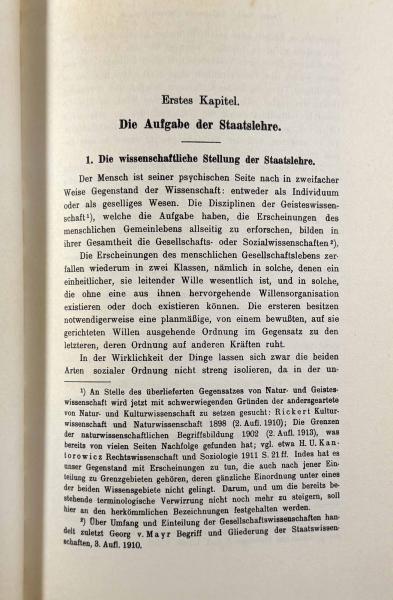 Erstes Kapitel.
Die Aufgabe der Staatslehre.
1. Die wissenschaftliche Stellung der Staatslehre.
Der Mensch ist seiner psychischen Seite nach in zweifacher
Weise Gegenstand der Wissenschaft: entweder als Individuum
oder als geselliges Wesen. Die Disziplinen der Geisteswissen-
schaft¹), welche die Aufgabe haben, die Erscheinungen des
menschlichen Gemeinlebens allseitig zu erforschen, bilden in
ihrer Gesamtheit die Gesellschafts- oder Sozialwissenschaften²).
Die Erscheinungen des menschlichen Gesellschaftslebens zer-
fallen wiederum in zwei Klassen, nämlich in solche, denen ein
einheitlicher, sie leitender Wille wesentlich ist, und in solche,
die ohne eine aus ihnen hervorgehende Willensorganisation
existieren oder doch existieren können. Die ersteren besitzen
notwendigerweise eine planmäßige, von einem bewußten, auf sie
gerichteten Willen ausgehende Ordnung im Gegensatz zu den
letzteren, deren Ordnung auf anderen Kräften ruht.
In der Wirklichkeit der Dinge lassen sich zwar die beiden
Arten sozialer Ordnung nicht streng isolieren, da in der un-
¹) An Stelle des überlieferten Gegensatzes von Natur- und Geistes-
wissenschaft wird jetzt mit schwerwiegenden Gründen der andersgeartete
von Natur- und Kulturwissenschaft zu setzen gesucht: Rickert Kultur-
wissenschaft und Naturwissenschaft 1898 (2. Aufl. 1910); Die Grenzen
der naturwissenschaftlichen Begriffsbildung 1902 (2. Aufl. 1913), was
bereits von vielen Seiten Nachfolge gefunden hat; vgl. etwa H. U. Kan-
torowicz Rechtswissenschaft und Soziologie 1911 S. 21 ff. Indes hat es
unser Gegenstand mit Erscheinungen zu tun, die auch nach jener Ein-
teilung zu Grenzgebieten gehören, deren gänzliche Einordnung unter eines
der beiden Wissensgebiete nicht gelingt. Darum, und um die bereits be-
stehende terminologische Verwirrung nicht noch mehr zu steigern, soll
hier an den herkömmlichen Bezeichnungen festgehalten werden.
²) Über Umfang und Einteilung der Gesellschaftswissenschaften han-
delt zuletzt Georg v. Mayr Begriff und Gliederung der Staatswissen-
schaften, 3. Aufl. 1910.